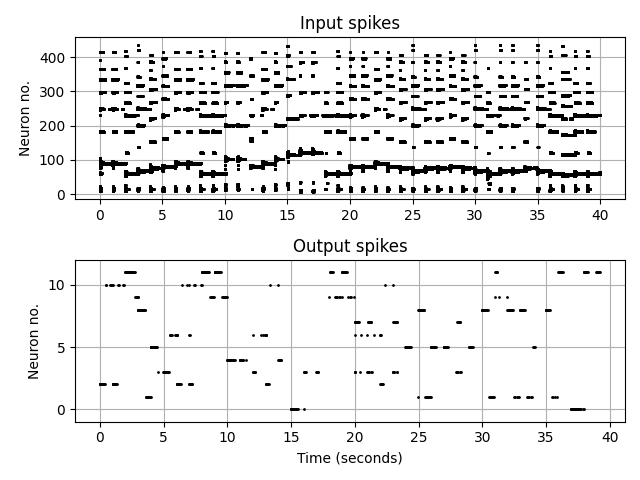 Input spikes
Neuron no.
400
300
200
100
0
0 5 10 15 20 25 30 35 40
Output spikes
Neuron no.
10
5
0
0 5 10 15 20 25 30 35 40
Time (seconds)